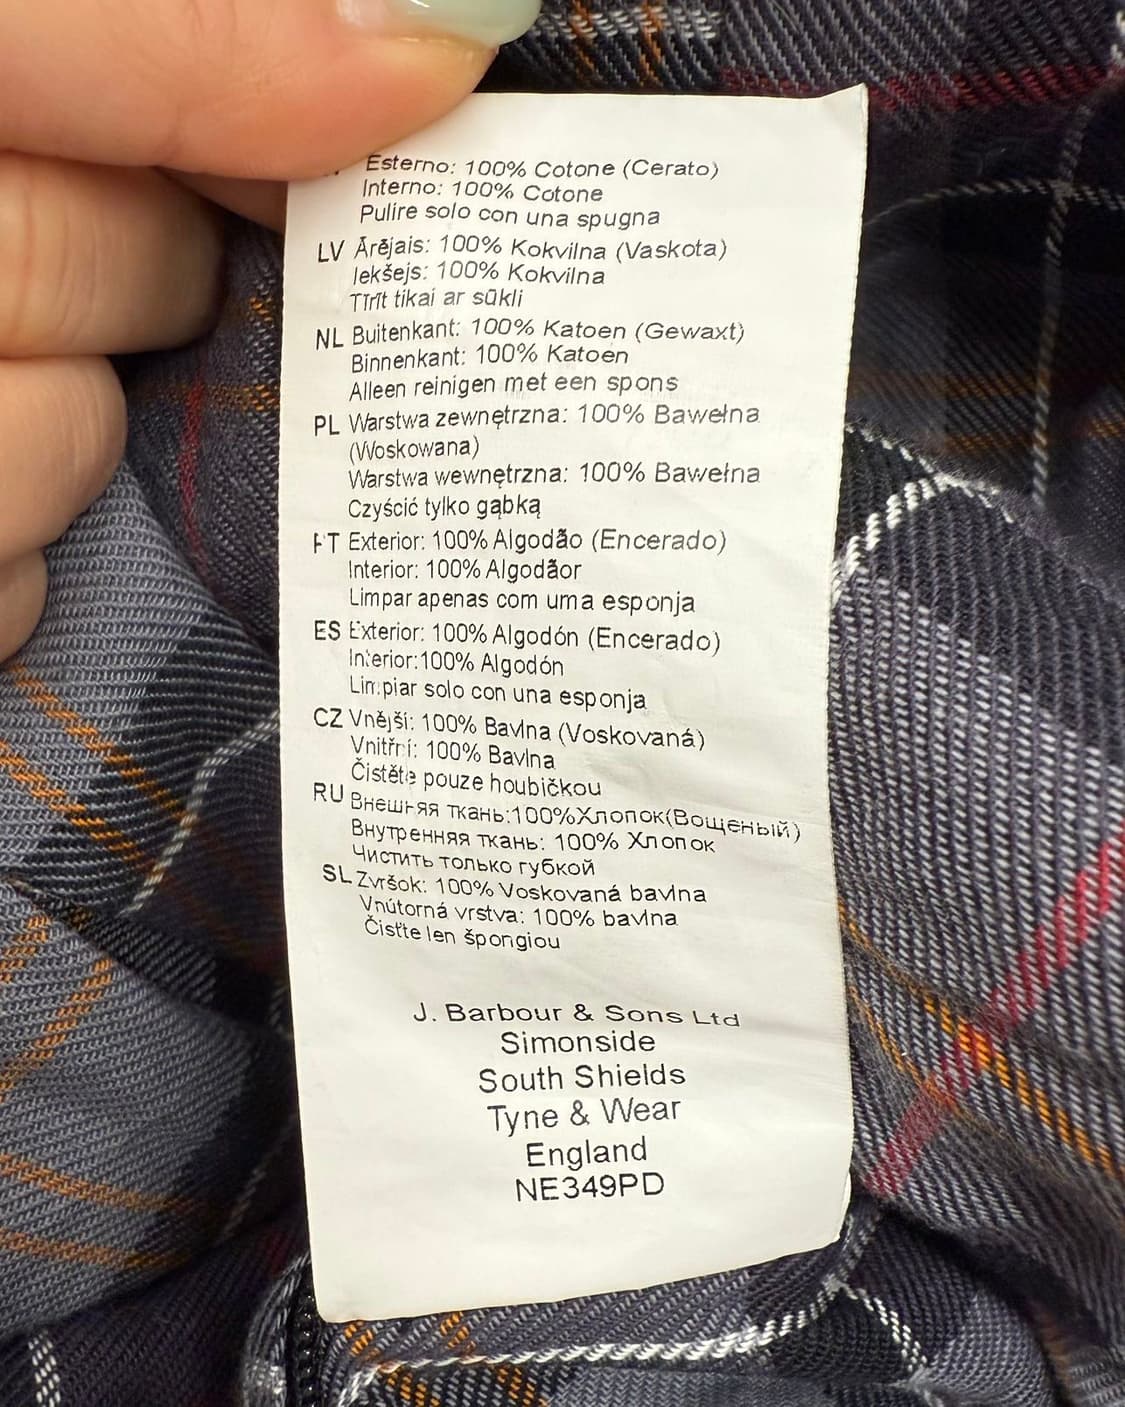 Esterno: 100% Cotone (Cerato)
Interno: 100% Cotone
Pulire solo con una spugna
LV Ārējais: 100% Kokvilna (Vaskota)
Iekšejs: 100% Kokvilna
Tīrīt tikai ar sūkli
NL Buitenkant: 100% Katoen (Gewaxt)
Binnenkant: 100% Katoen
Alleen reinigen met een spons
PL Warstwa zewnętrzna: 100% Bawełna
(Woskowana)
Warstwa wewnętrzna: 100% Bawełna
Czyścić tylko gąbką
PT Exterior: 100% Algodão (Encerado)
Interior: 100% Algodãor
Limpar apenas com uma esponja
ES Exterior: 100% Algodón (Encerado)
Interior:100% Algodón
Limpiar solo con una esponja
CZ Vnější: 100% Bavlna (Voskovaná)
Vnitřní: 100% Bavlna
Čistěte pouze houbičkou
RU Внешняя ткань:100%Хлопок(Вощеный)
Внутренняя ткань: 100% Хлопок
Чистить только губкой
SL Zvršok: 100% Voskovaná bavlna
Vnútorná vrstva: 100% bavlna
Čisťte len špongiou
J. Barbour & Sons Ltd
Simonside
South Shields
Tyne & Wear
England
NE349PD